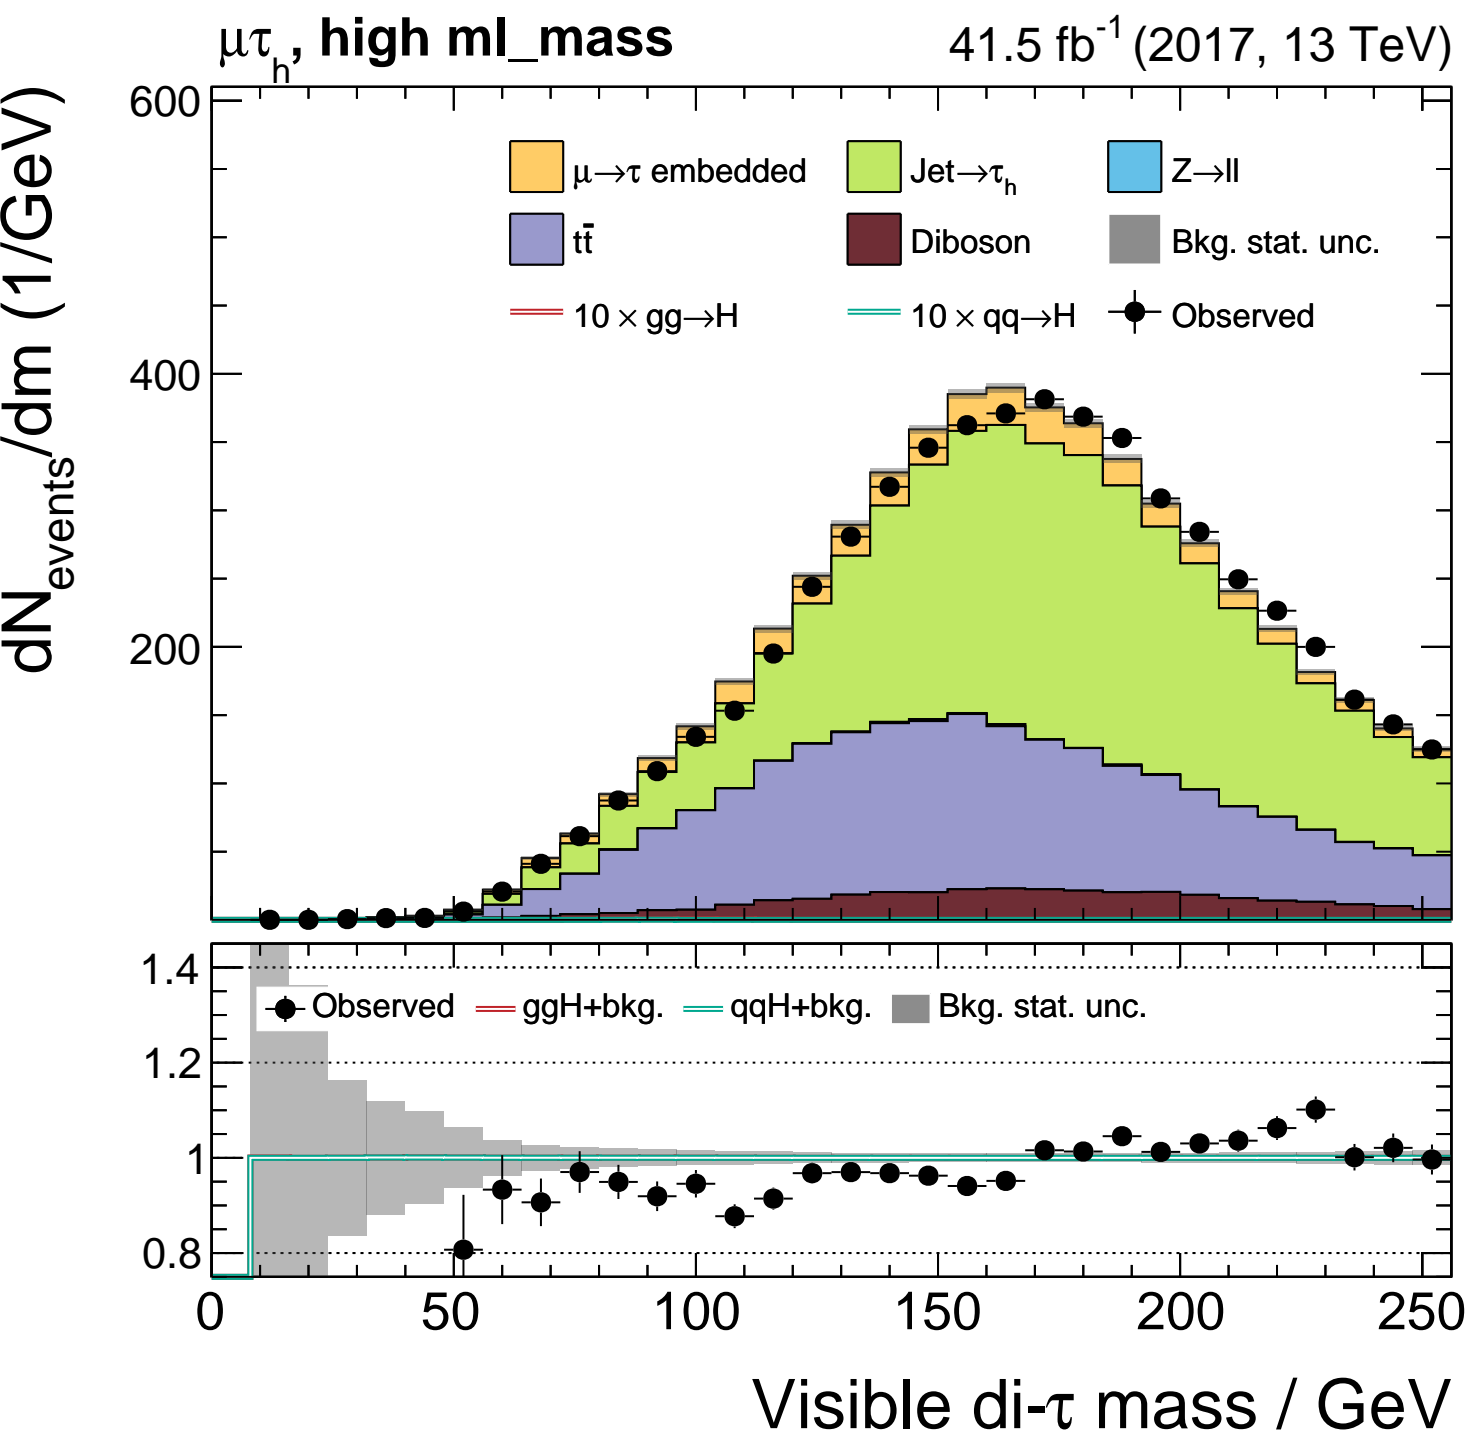 μτh, high ml_mass 41.5 fb-1 (2017, 13 TeV)
dNevents/dm (1/GeV)
600
400
200
μ→τ embedded Jet→τh Z→ll
tt̄ Diboson Bkg. stat. unc.
10 × gg→H 10 × qq→H Observed
1.4
1.2
1
0.8
Observed ggH+bkg. qqH+bkg. Bkg. stat. unc.
0 50 100 150 200 250
Visible di-τ mass / GeV